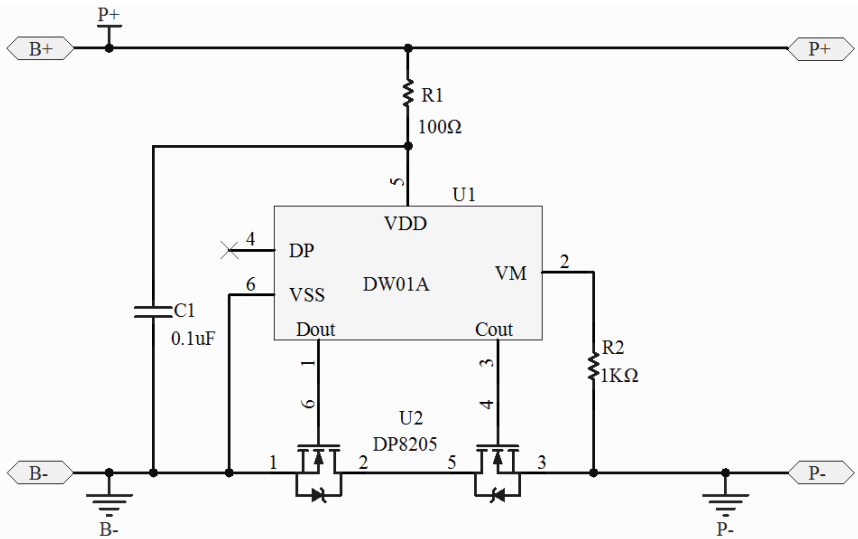 P+
B+
P+
R1
100Ω
5
U1
VDD
4
DP
2
VM
6
VSS
DW01A
C1
0.1uF
Dout
Cout
1
3
R2
1KΩ
6
4
U2
DP8205
B-
1
2
5
3
P-
B-
P-